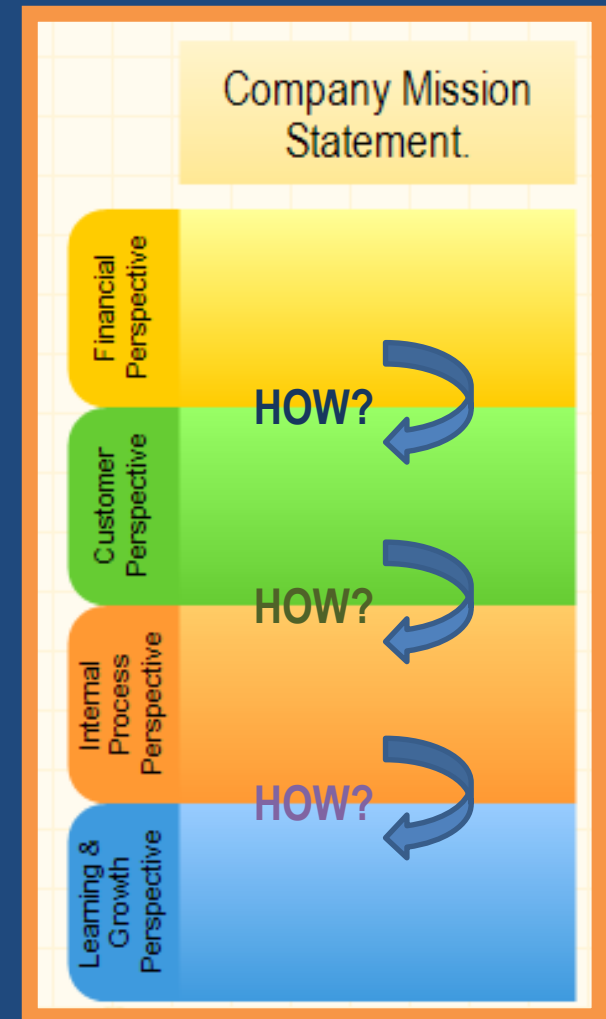 Company Mission
Statement.
Financial
Perspective
HOW?
Customer
Perspective
HOW?
Internal
Process
Perspective
HOW?
Learning &
Growth
Perspective